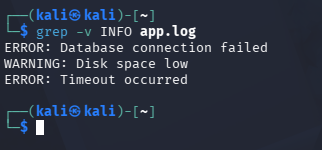 ┌──(kali㉿kali)-[~]
└─$ grep -v INFO app.log
ERROR: Database connection failed
WARNING: Disk space low
ERROR: Timeout occurred
┌──(kali㉿kali)-[~]
└─$